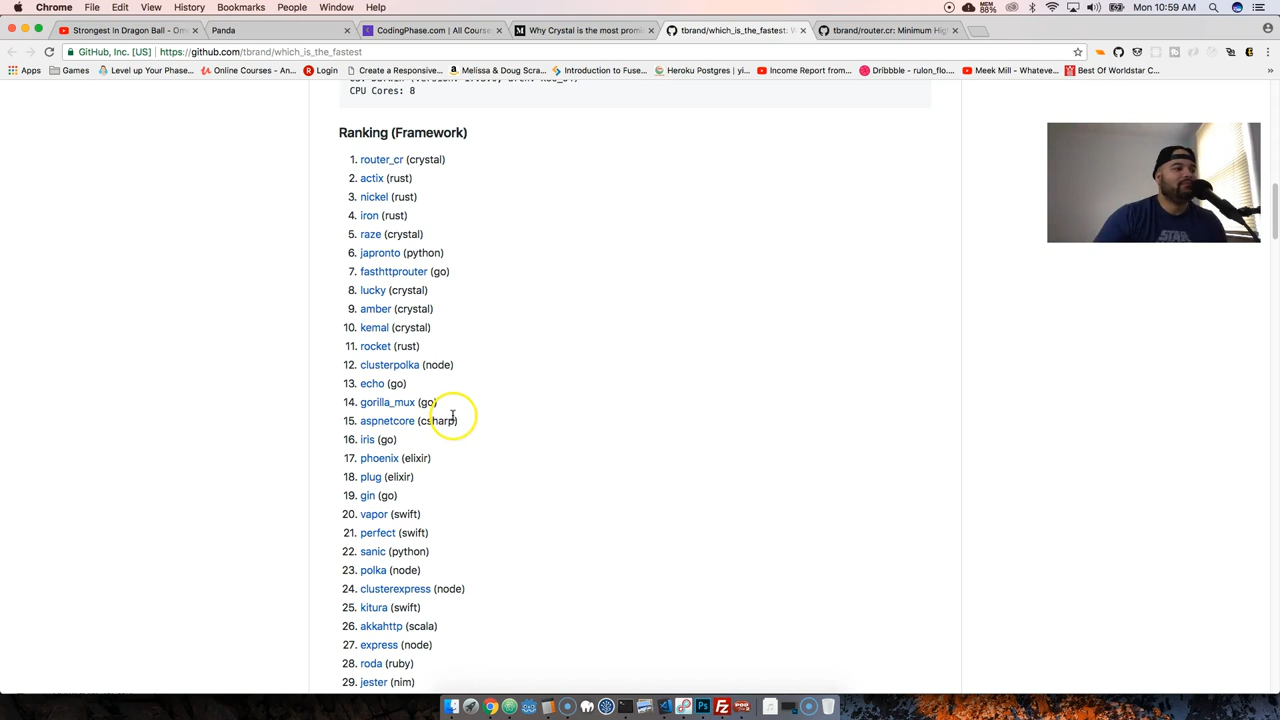 Chrome File Edit View History Bookmarks People Window Help MEM 88% Mon 10:59 AM
Strongest In Dragon Ball - Om
Panda
CodingPhase.com | All Course
Why Crystal is the most promi
tbrand/which_is_the_fastest: W
tbrand/router.cr: Minimum Hig
GitHub, Inc. [US] https://github.com/tbrand/which_is_the_fastest
Apps Games Level up Your Phase Online Courses - An Login Create a Responsive Melissa & Doug Scra Introduction to Fuse Heroku Postgres | yi Income Report from Dribbble - rulon_flo Meek Mill - Whateve Best Of Worldstar C
CPU Cores: 8
Ranking (Framework)
1. router_cr (crystal)
2. actix (rust)
3. nickel (rust)
4. iron (rust)
5. raze (crystal)
6. japronto (python)
7. fasthttprouter (go)
8. lucky (crystal)
9. amber (crystal)
10. kemal (crystal)
11. rocket (rust)
12. clusterpolka (node)
13. echo (go)
14. gorilla_mux (go)
15. aspnetcore (csharp)
16. iris (go)
17. phoenix (elixir)
18. plug (elixir)
19. gin (go)
20. vapor (swift)
21. perfect (swift)
22. sanic (python)
23. polka (node)
24. clusterexpress (node)
25. kitura (swift)
26. akkahttp (scala)
27. express (node)
28. roda (ruby)
29. jester (nim)
STAR